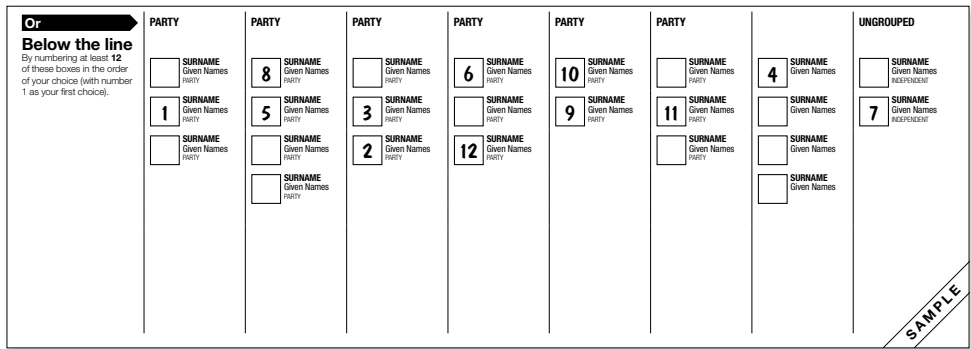 Or
Below the line
By numbering at least 12
of these boxes in the order
of your choice (with number
1 as your first choice).
PARTY
SURNAME
Given Names
PARTY
1
SURNAME
Given Names
PARTY
SURNAME
Given Names
PARTY
PARTY
8
SURNAME
Given Names
PARTY
5
SURNAME
Given Names
PARTY
SURNAME
Given Names
PARTY
SURNAME
Given Names
PARTY
PARTY
SURNAME
Given Names
PARTY
3
SURNAME
Given Names
PARTY
2
SURNAME
Given Names
PARTY
PARTY
6
SURNAME
Given Names
PARTY
SURNAME
Given Names
PARTY
12
SURNAME
Given Names
PARTY
PARTY
10
SURNAME
Given Names
PARTY
9
SURNAME
Given Names
PARTY
PARTY
SURNAME
Given Names
PARTY
11
SURNAME
Given Names
PARTY
SURNAME
Given Names
PARTY
4
SURNAME
Given Names
SURNAME
Given Names
SURNAME
Given Names
SURNAME
Given Names
UNGROUPED
SURNAME
Given Names
INDEPENDENT
7
SURNAME
Given Names
INDEPENDENT
SAMPLE